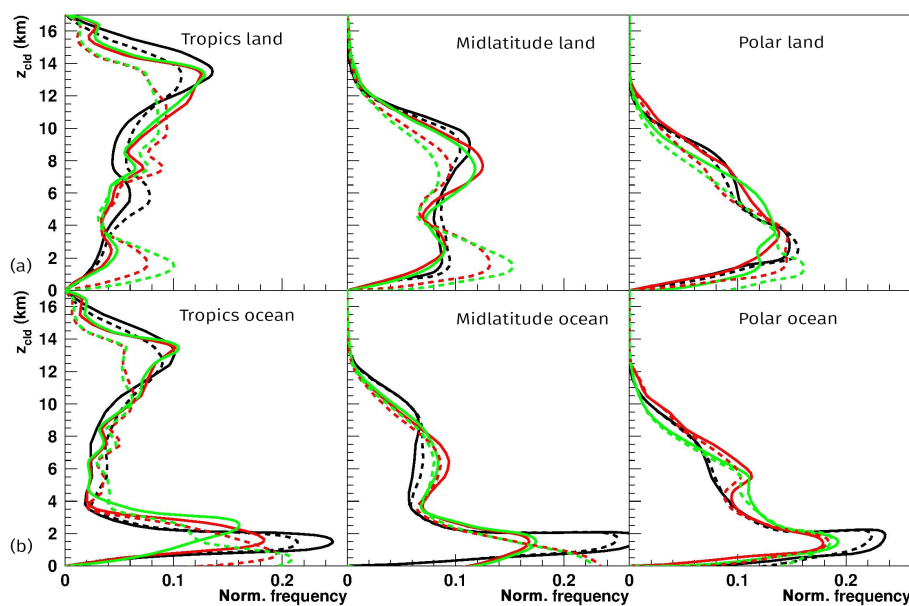 z_cld (km)
16
14
12
10
8
6
4
2
0
Tropics land
Midlatitude land
Polar land
(a)
z_cld (km)
16
14
12
10
8
6
4
2
0
Tropics ocean
Midlatitude ocean
Polar ocean
(b)
0 0.1 0.2 0 0.1 0.2 0 0.1 0.2
Norm. frequency Norm. frequency Norm. frequency